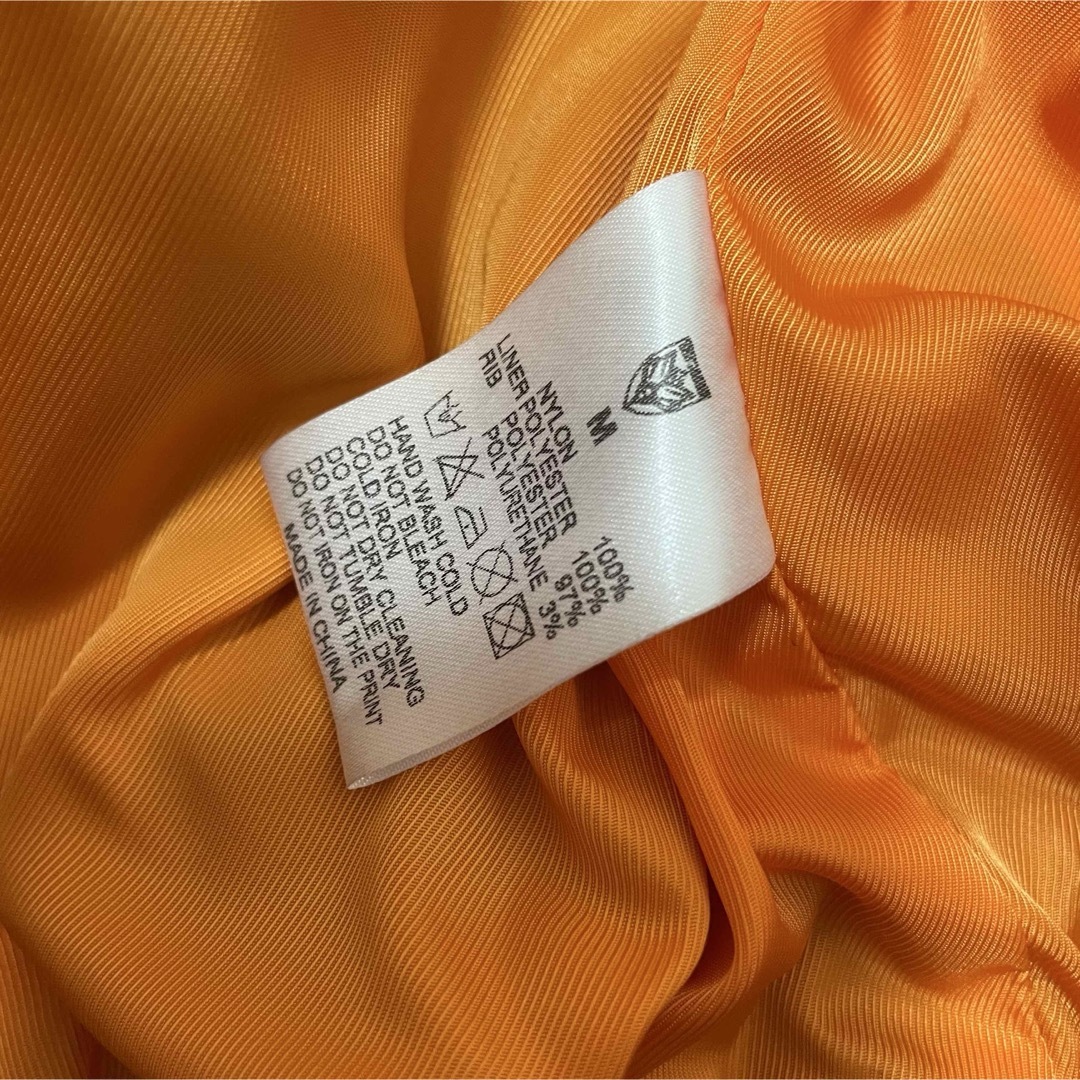 M
NYLON 100%
LINER POLYESTER 100%
RIB POLYESTER 97%
POLYURETHANE 3%
HAND WASH COLD
DO NOT BLEACH
COLD IRON
DO NOT DRY CLEANING
DO NOT TUMBLE DRY
DO NOT IRON ON THE PRINT
MADE IN CHINA